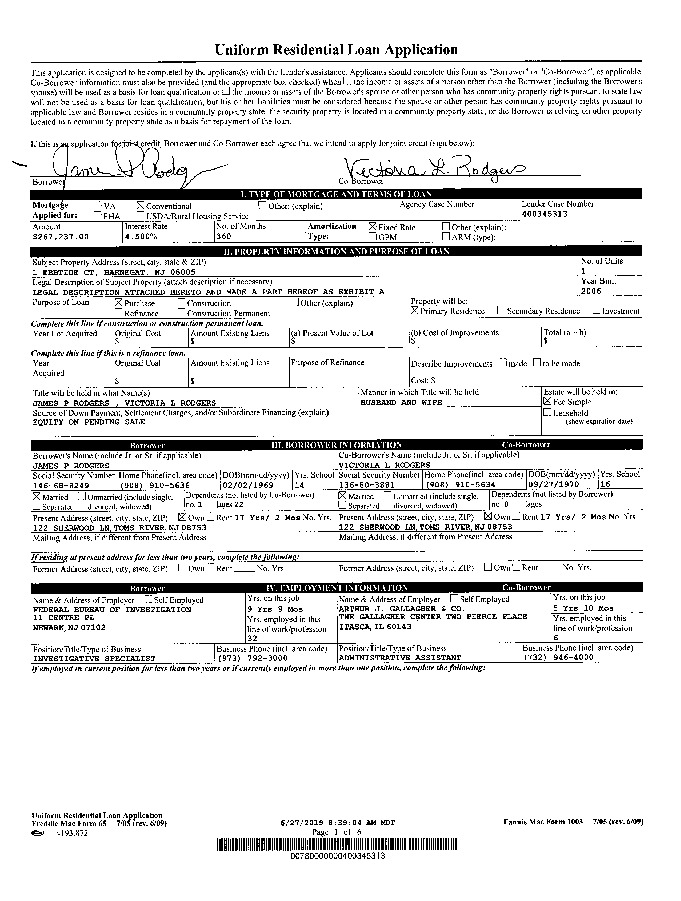 Uniform Residential Loan Application
This application is designed to be completed by the applicant(s) with the Lender's assistance. Applicants should complete this form as "Borrower" or "Co-Borrower", as applicable.
Co-Borrower information must also be provided (and the appropriate box checked) when the income or assets of a person other than the Borrower (including the Borrower's
spouse) will be used as a basis for loan qualification or the income or assets of the Borrower's spouse or other person who has community property rights pursuant to state law
will not be used as a basis for loan qualification, but his or her liabilities must be considered because the spouse or other person has community property rights pursuant to
applicable law and Borrower resides in a community property state, the security property is located in a community property state, or the Borrower is relying on other property
located in a community property state as a basis for repayment of the loan.
If this is an application for joint credit, Borrower and Co-Borrower each agree that we intend to apply for joint credit (sign below):
Victoria L. Rodgers
Borrower Co-Borrower
I. TYPE OF MORTGAGE AND TERMS OF LOAN
Mortgage VA Conventional Other (explain): Agency Case Number Lender Case Number
Applied for: FHA USDA/Rural Housing Service 400345313
Amount Interest Rate No. of Months Amortization Fixed Rate Other (explain):
$267,237.00 4.500% 360 Type: GPM ARM (type):
II. PROPERTY INFORMATION AND PURPOSE OF LOAN
Subject Property Address (street, city, state & ZIP) No. of Units
CT, BARNEGAT, NJ 1
Legal Description of Subject Property (attach description if necessary) Year Built
LEGAL DESCRIPTION ATTACHED HERETO AND MADE A PART HEREOF AS EXHIBIT A 2006
Purpose of Loan Purchase Construction Other (explain) Property will be:
Refinance Construction-Permanent Primary Residence Secondary Residence Investment
Complete this line if construction or construction-permanent loan.
Year Lot Acquired Original Cost Amount Existing Liens (a) Present Value of Lot (b) Cost of Improvements Total (a + b)
$ $ $ $ $
Complete this line if this is a refinance loan.
Year Original Cost Amount Existing Liens Purpose of Refinance Describe Improvements made to be made
Acquired
$ $ Cost: $
Title will be held in what Name(s) Manner in which Title will be held Estate will be held in:
JAMES P RODGERS , VICTORIA L RODGERS HUSBAND AND WIFE Fee Simple
Source of Down Payment, Settlement Charges, and/or Subordinate Financing (explain) Leasehold
EQUITY ON PENDING SALE (show expiration date)
Borrower III. BORROWER INFORMATION Co-Borrower
Borrower's Name (include Jr. or Sr. if applicable) Co-Borrower's Name (include Jr. or Sr. if applicable)
JAMES P RODGERS VICTORIA L RODGERS
Social Security Number Home Phone (incl. area code) DOB (mm/dd/yyyy) Yrs. School Social Security Number Home Phone (incl. area code) DOB (mm/dd/yyyy) Yrs. School
(908) 910-5636 02/02/1969 14 (908) 910-5634 16
Married Unmarried (include single, Dependents (not listed by Co-Borrower) Married Unmarried (include single, Dependents (not listed by Borrower)
Separated divorced, widowed) no. 1 ages 22 Separated divorced, widowed) no. 0 ages
Present Address (street, city, state, ZIP) Own Rent 17 Yrs/ 2 Mos No. Yrs. Present Address (street, city, state, ZIP) Own Rent 17 Yrs/ 2 Mos No. Yrs.
122 SHERWOOD LN, TOMS RIVER, NJ 08753 122 SHERWOOD LN, TOMS RIVER, NJ 08753
Mailing Address, if different from Present Address Mailing Address, if different from Present Address
If residing at present address for less than two years, complete the following:
Former Address (street, city, state, ZIP) Own Rent No. Yrs. Former Address (street, city, state, ZIP) Own Rent No. Yrs.
Borrower IV. EMPLOYMENT INFORMATION Co-Borrower
Name & Address of Employer Self Employed Yrs. on this job Name & Address of Employer Self Employed Yrs. on this job
FEDERAL BUREAU OF INVESTIGATION 9 Yrs 9 Mos ARTHUR J. GALLAGHER & CO. 5 Yrs 10 Mos
11 CENTRE PL Yrs. employed in this THE GALLAGHER CENTER TWO PIERCE PLACE Yrs. employed in this
NEWARK, NJ 07102 line of work/profession ITASCA, IL 60143 line of work/profession
32 6
Position/Title/Type of Business Business Phone (incl. area code) Position/Title/Type of Business Business Phone (incl. area code)
INVESTIGATIVE SPECIALIST (973) 792-3000 ADMINISTRATIVE ASSISTANT (732) 946-4000
If employed in current position for less than two years or if currently employed in more than one position, complete the following:
Uniform Residential Loan Application
Freddie Mac Form 65 7/05 (rev. 6/09) 6/27/2019 8:39:04 AM MDT Fannie Mae Form 1003 7/05 (rev. 6/09)
Page 1 of 6